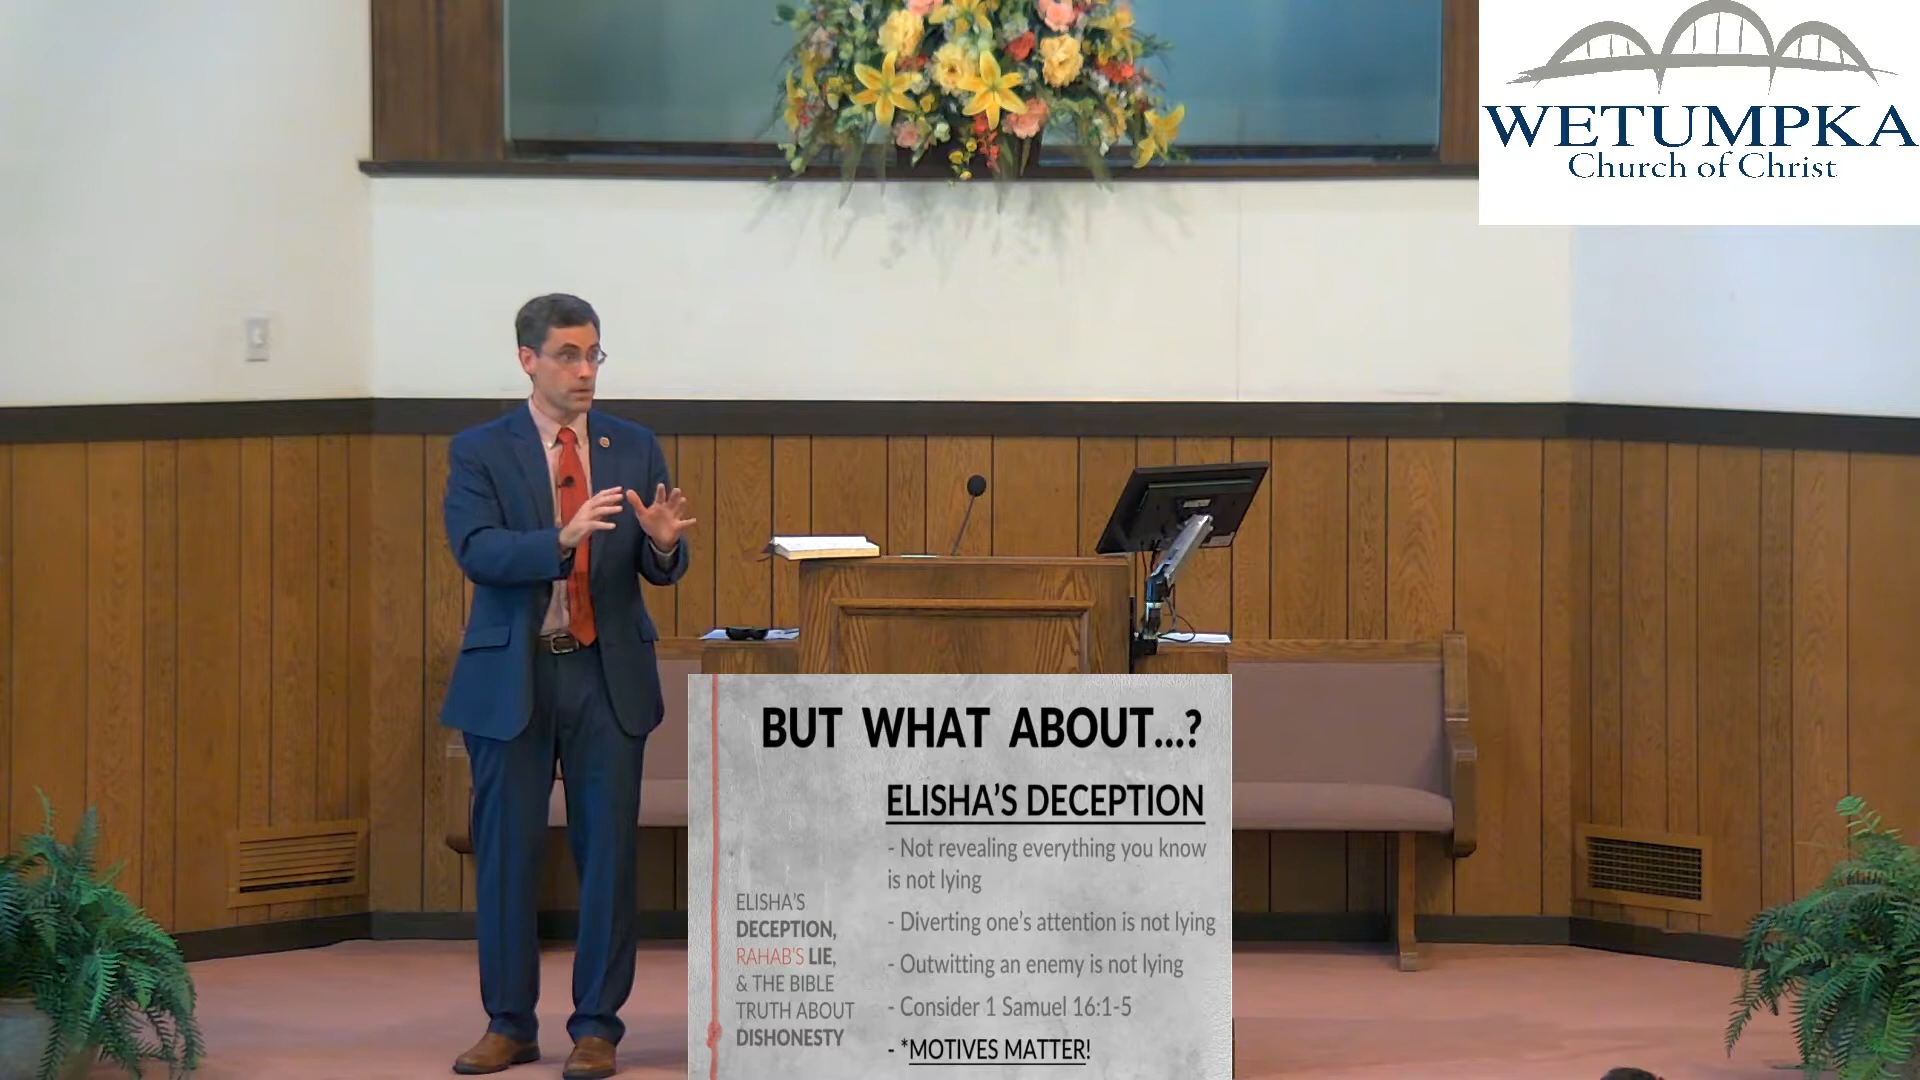 WETUMPKA
Church of Christ
BUT WHAT ABOUT...?
ELISHA'S DECEPTION
- Not revealing everything you know
is not lying
- Diverting one's attention is not lying
- Outwitting an enemy is not lying
- Consider 1 Samuel 16:1-5
- *MOTIVES MATTER!
ELISHA'S
DECEPTION,
RAHAB'S LIE,
& THE BIBLE
TRUTH ABOUT
DISHONESTY